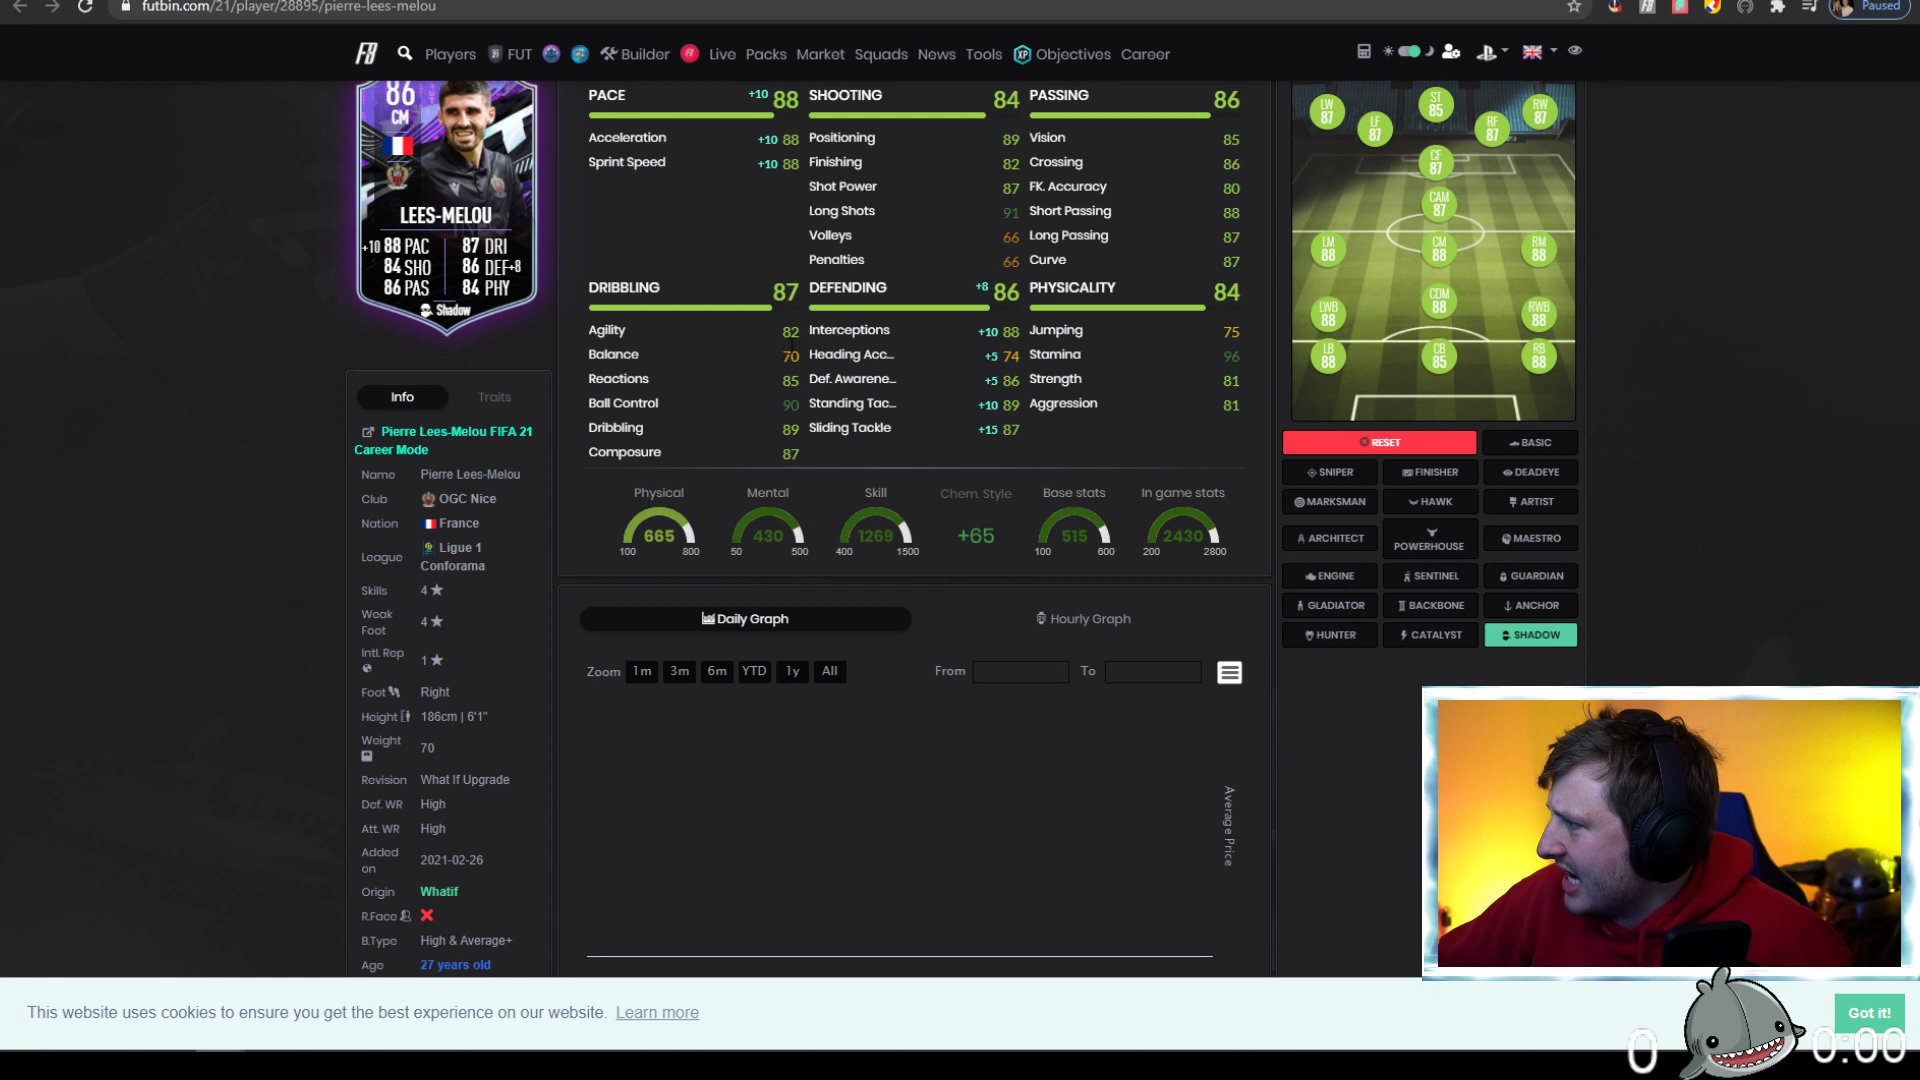 futbin.com/21/player/28895/pierre-lees-melou
Paused
Players FUT Builder Live Packs Market Squads News Tools XP Objectives Career
86
CM
LEES-MELOU
+10 88 PAC 87 DRI
84 SHO 86 DEF+8
86 PAS 84 PHY
Shadow
PACE +10 88
Acceleration +10 88
Sprint Speed +10 88
SHOOTING 84
Positioning 89
Finishing 82
Shot Power 87
Long Shots 91
Volleys 66
Penalties 66
PASSING 86
Vision 85
Crossing 86
FK. Accuracy 80
Short Passing 88
Long Passing 87
Curve 87
DRIBBLING 87
Agility 82
Balance 70
Reactions 85
Ball Control 90
Dribbling 89
Composure 87
DEFENDING +8 86
Interceptions +10 88
Heading Acc... +5 74
Def. Awarene... +5 86
Standing Tac... +10 89
Sliding Tackle +15 87
PHYSICALITY 84
Jumping 75
Stamina 96
Strength 81
Aggression 81
Physical Mental Skill Chem. Style Base stats In game stats
665 430 1269 +65 515 2430
100 800 50 500 400 1500 100 600 200 2800
LW 87
ST 85
RW 87
LF 87
RF 87
CF 87
CAM 87
LM 88
CM 88
RM 88
LWB 88
CDM 88
RWB 88
LB 88
CB 85
RB 88
RESET BASIC
SNIPER FINISHER DEADEYE
MARKSMAN HAWK ARTIST
ARCHITECT POWERHOUSE MAESTRO
ENGINE SENTINEL GUARDIAN
GLADIATOR BACKBONE ANCHOR
HUNTER CATALYST SHADOW
Info Traits
Pierre Lees-Melou FIFA 21
Career Mode
Name Pierre Lees-Melou
Club OGC Nice
Nation France
League Ligue 1
Conforama
Skills 4
Weak
Foot 4
Intl. Rep 1
Foot Right
Height 186cm | 6'1"
Weight 70
Revision What If Upgrade
Def. WR High
Att. WR High
Added
on 2021-02-26
Origin Whatif
R.Face
B.Type High & Average+
Age 27 years old
Daily Graph Hourly Graph
Zoom 1m 3m 6m YTD 1y All From To
Average Price
This website uses cookies to ensure you get the best experience on our website. Learn more
Got it!
0 0:00